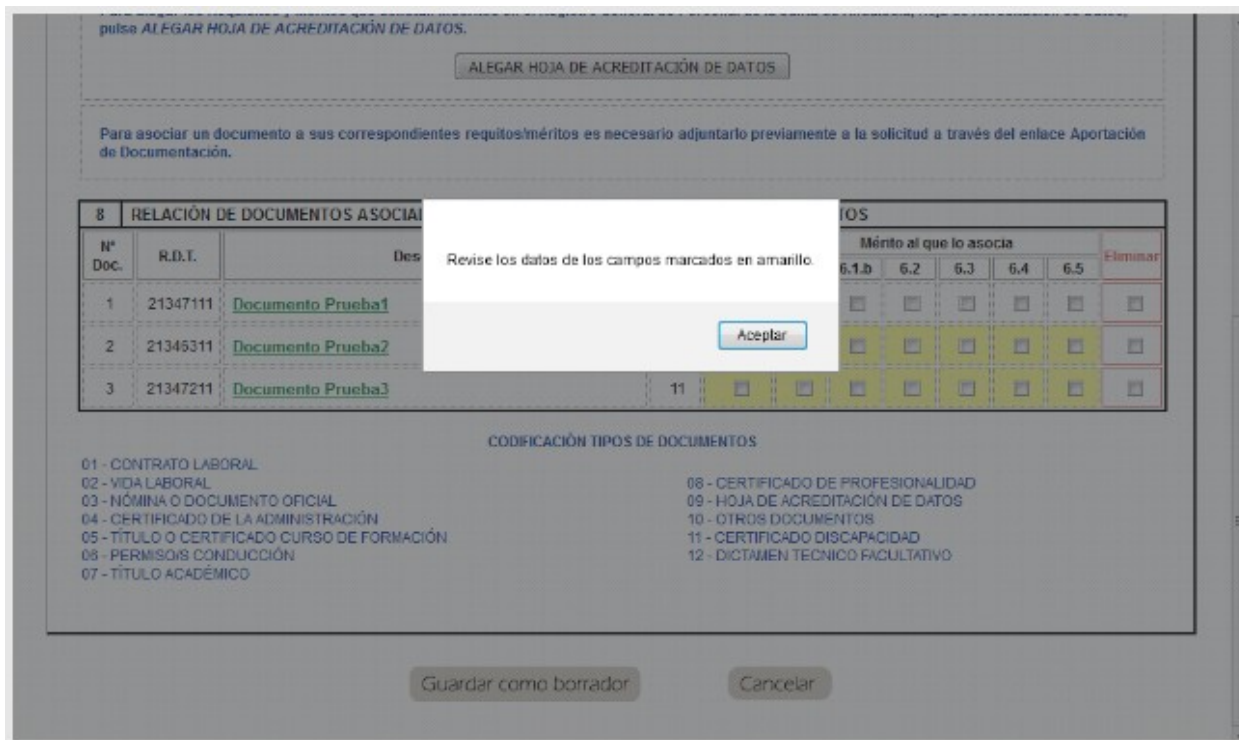 pulse ALEGAR HOJA DE ACREDITACIÓN DE DATOS.
ALEGAR HOJA DE ACREDITACIÓN DE DATOS
Para asociar un documento a sus correspondientes requitos/méritos es necesario adjuntarlo previamente a la solicitud a través del enlace Aportación
de Documentación.
8 RELACIÓN DE DOCUMENTOS ASOCIA TOS
Nº Doc. R.D.T. Des Mérito al que lo asocia Eliminar
6.1.b 6.2 6.3 6.4 6.5
Revise los datos de los campos marcados en amarillo.
Aceptar
1 21347111 Documento Prueba1
2 21346311 Documento Prueba2
3 21347211 Documento Prueba3 11
CODIFICACIÓN TIPOS DE DOCUMENTOS
01 - CONTRATO LABORAL
02 - VIDA LABORAL
03 - NÓMINA O DOCUMENTO OFICIAL
04 - CERTIFICADO DE LA ADMINISTRACIÓN
05 - TÍTULO O CERTIFICADO CURSO DE FORMACIÓN
06 - PERMISO/S CONDUCCIÓN
07 - TÍTULO ACADÉMICO
08 - CERTIFICADO DE PROFESIONALIDAD
09 - HOJA DE ACREDITACIÓN DE DATOS
10 - OTROS DOCUMENTOS
11 - CERTIFICADO DISCAPACIDAD
12 - DICTAMEN TECNICO FACULTATIVO
Guardar como borrador
Cancelar